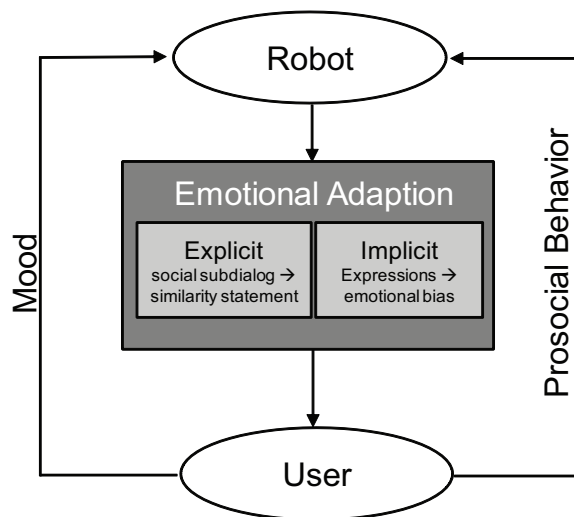 Robot
Emotional Adaption
Explicit
social subdialog →
similarity statement
Implicit
Expressions →
emotional bias
Mood
Prosocial Behavior
User